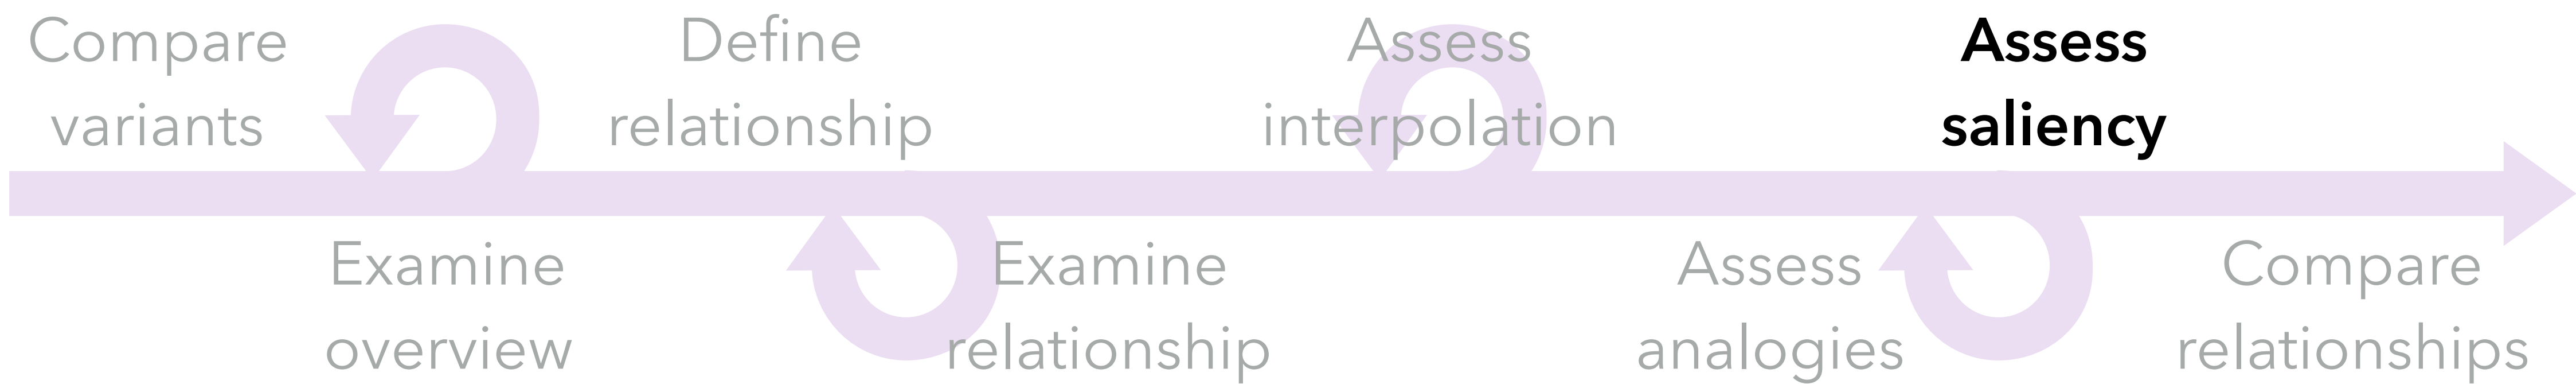 Compare
variants
Examine
overview
Define
relationship
Examine
relationship
Assess
interpolation
Assess
analogies
Assess
saliency
Compare
relationships